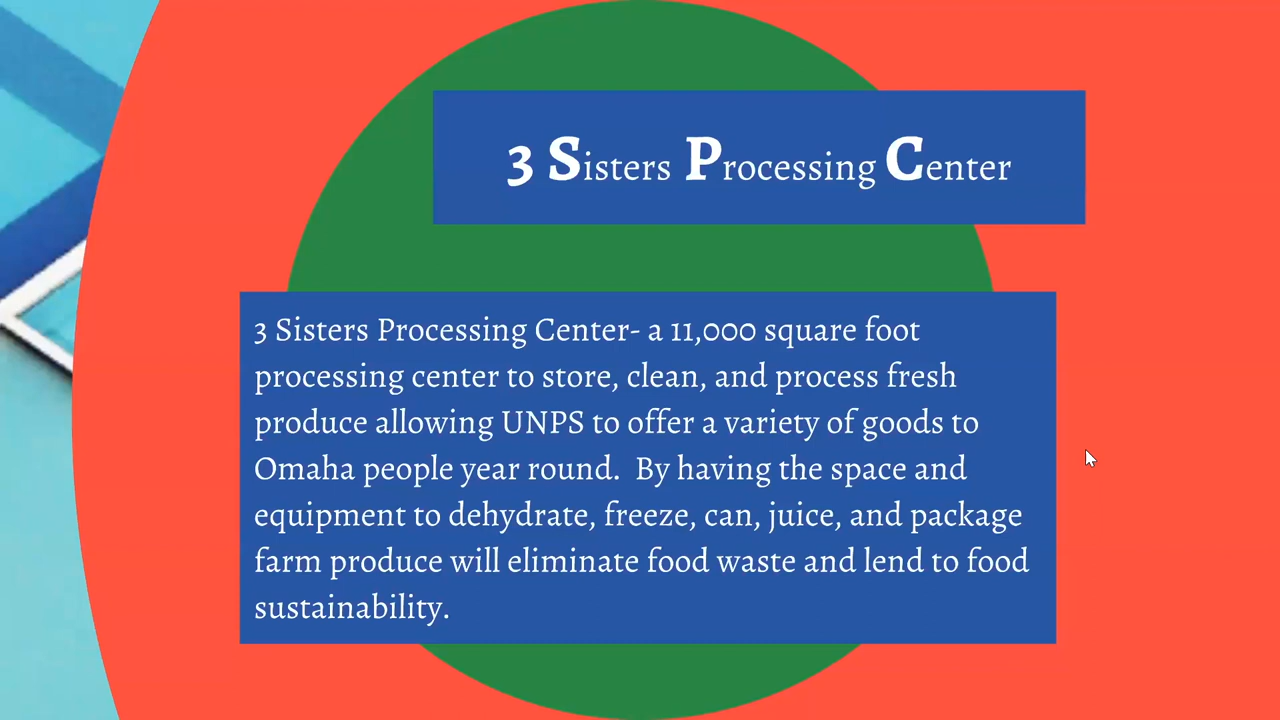 3 Sisters Processing Center
3 Sisters Processing Center- a 11,000 square foot
processing center to store, clean, and process fresh
produce allowing UNPS to offer a variety of goods to
Omaha people year round.  By having the space and
equipment to dehydrate, freeze, can, juice, and package
farm produce will eliminate food waste and lend to food
sustainability.